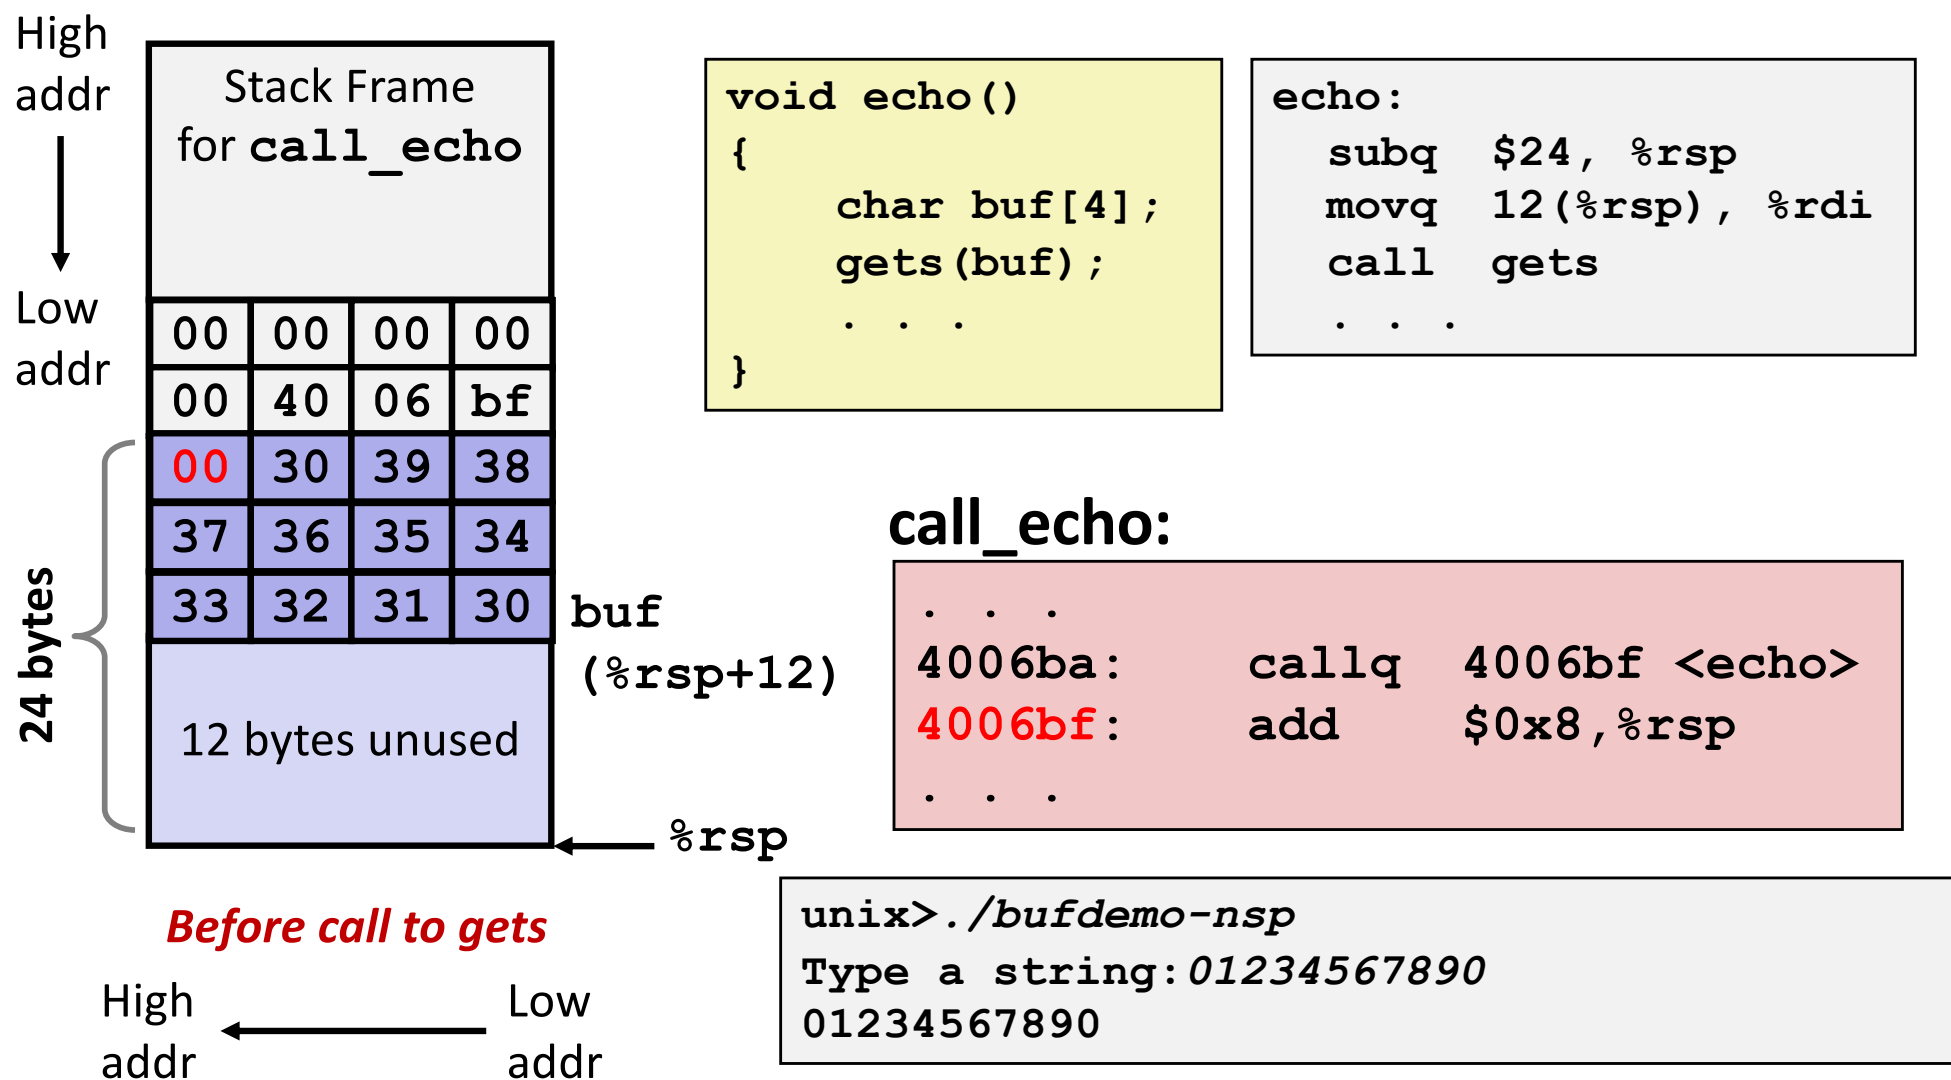 High
addr
Low
addr
Stack Frame
for call_echo
00 00 00 00
00 40 06 bf
00 30 39 38
37 36 35 34
33 32 31 30
buf
(%rsp+12)
24 bytes
12 bytes unused
%rsp
Before call to gets
High
addr
Low
addr
void echo()
{
char buf[4];
gets(buf);
. . .
}
echo:
subq $24, %rsp
movq 12(%rsp), %rdi
call gets
. . .
call_echo:
. . .
4006ba: callq 4006bf <echo>
4006bf: add $0x8,%rsp
. . .
unix>./bufdemo-nsp
Type a string:01234567890
01234567890